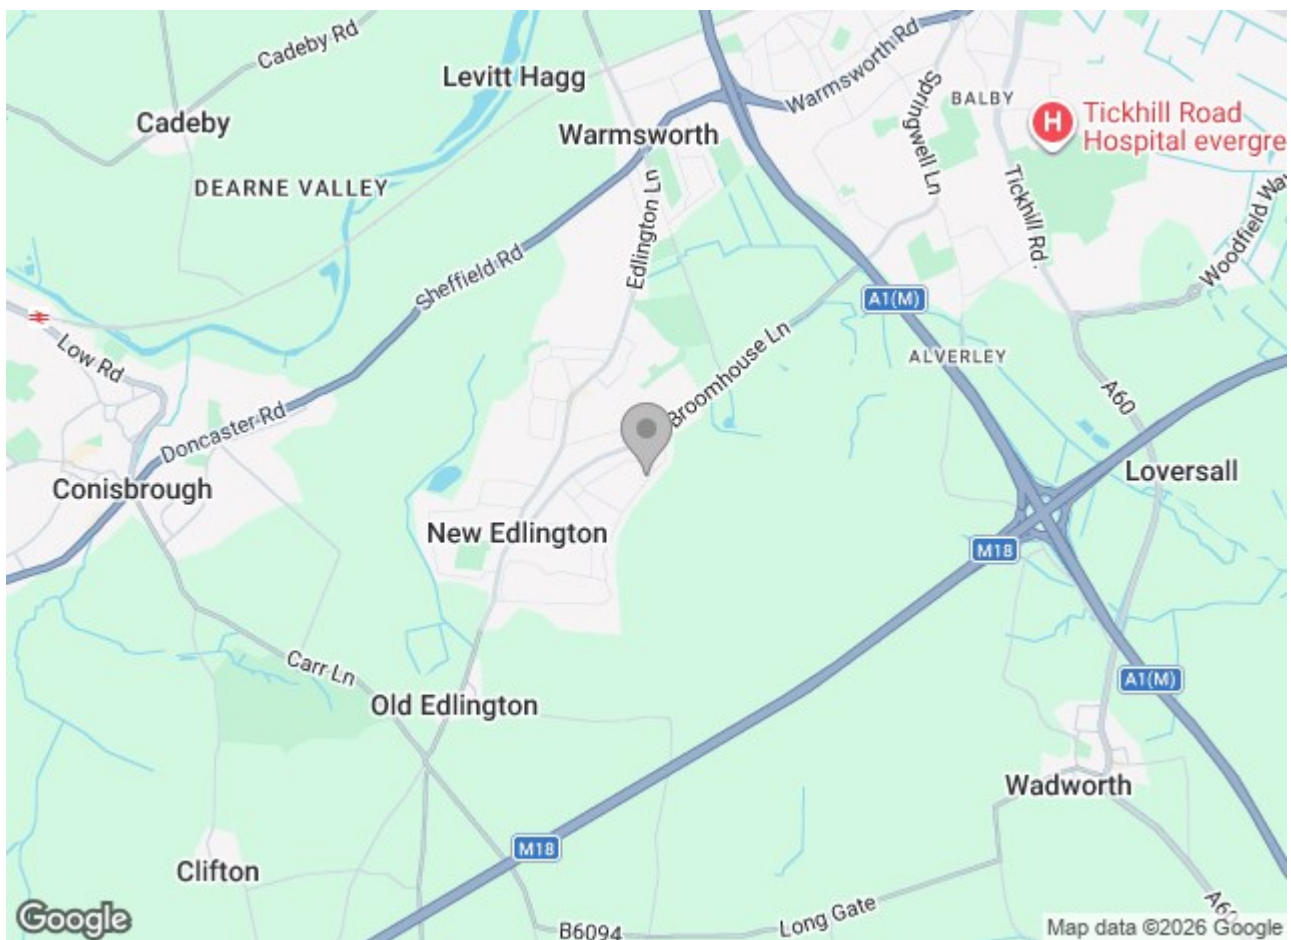 Cadeby Rd
Levitt Hagg
Cadeby
Warmsworth
Warmsworth Rd
Springwell Ln
BALBY
Tickhill Road
Hospital evergre
DEARNE VALLEY
Edlington Ln
Tickhill Rd.
Woodfield Way
Sheffield Rd
A1(M)
Low Rd
Broomhouse Ln
ALVERLEY
A60
Doncaster Rd
Conisbrough
Loversall
New Edlington
M18
Carr Ln
A1(M)
Old Edlington
Wadworth
M18
Clifton
Long Gate
A60
B6094
Google
Map data ©2026 Google